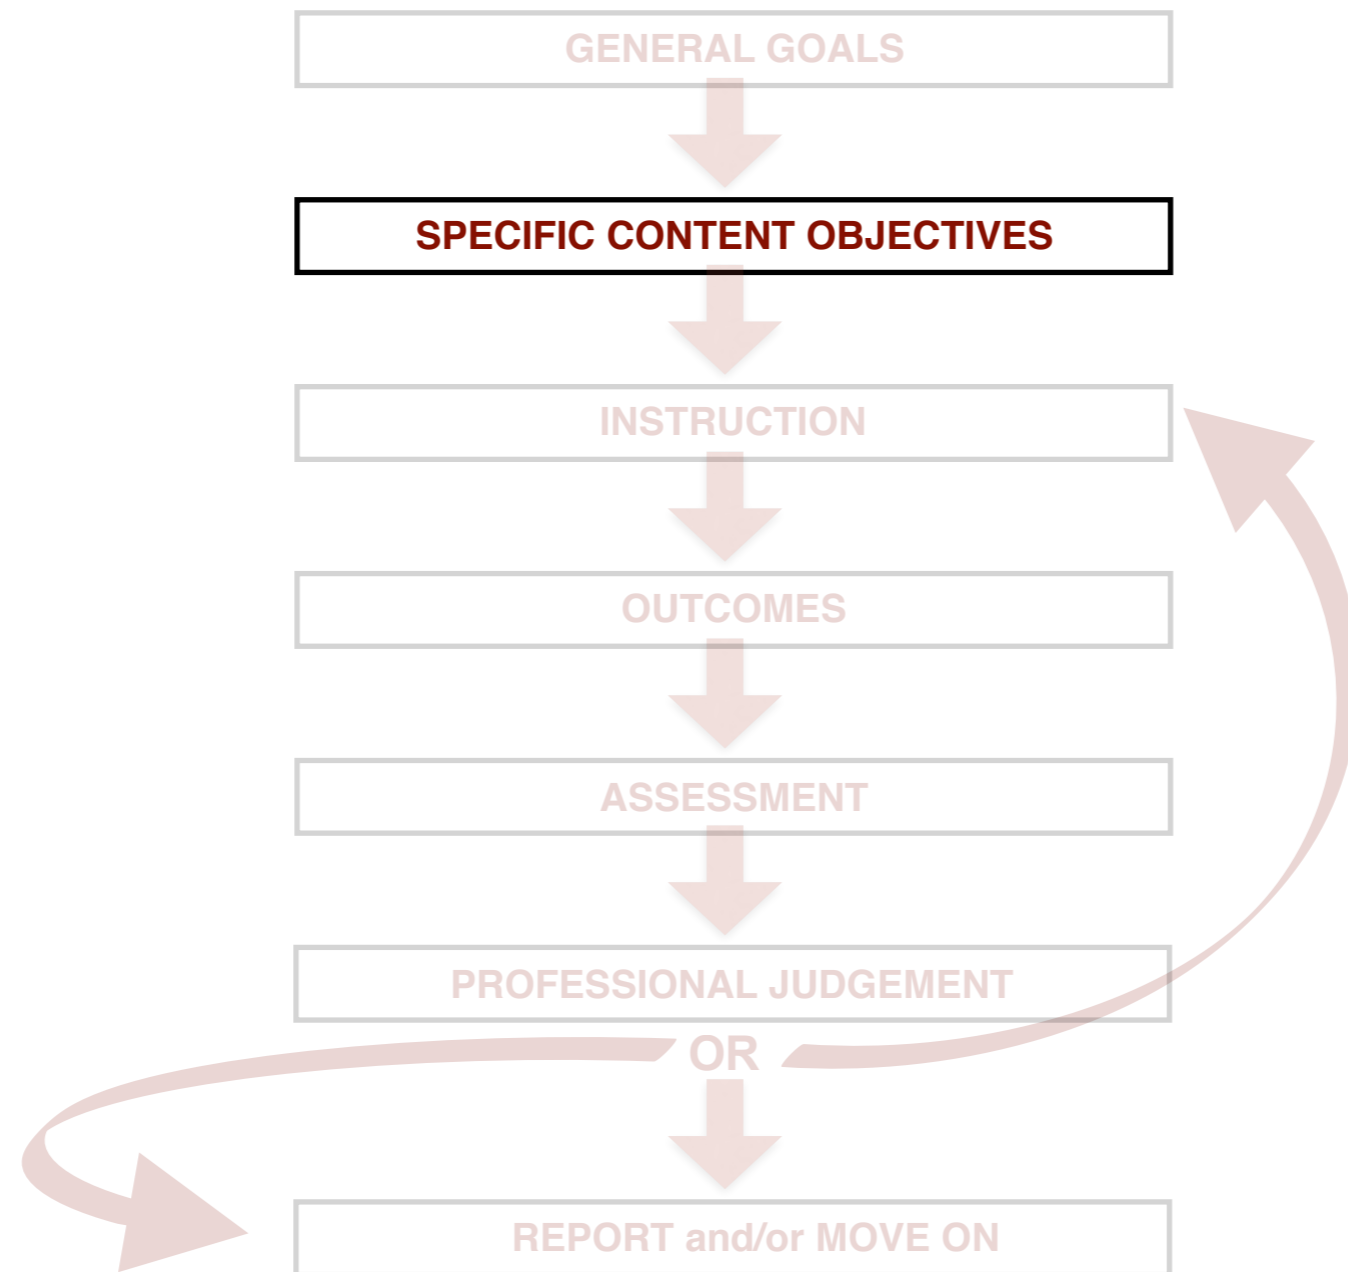 GENERAL GOALS
SPECIFIC CONTENT OBJECTIVES
INSTRUCTION
OUTCOMES
ASSESSMENT
PROFESSIONAL JUDGEMENT
OR
REPORT and/or MOVE ON